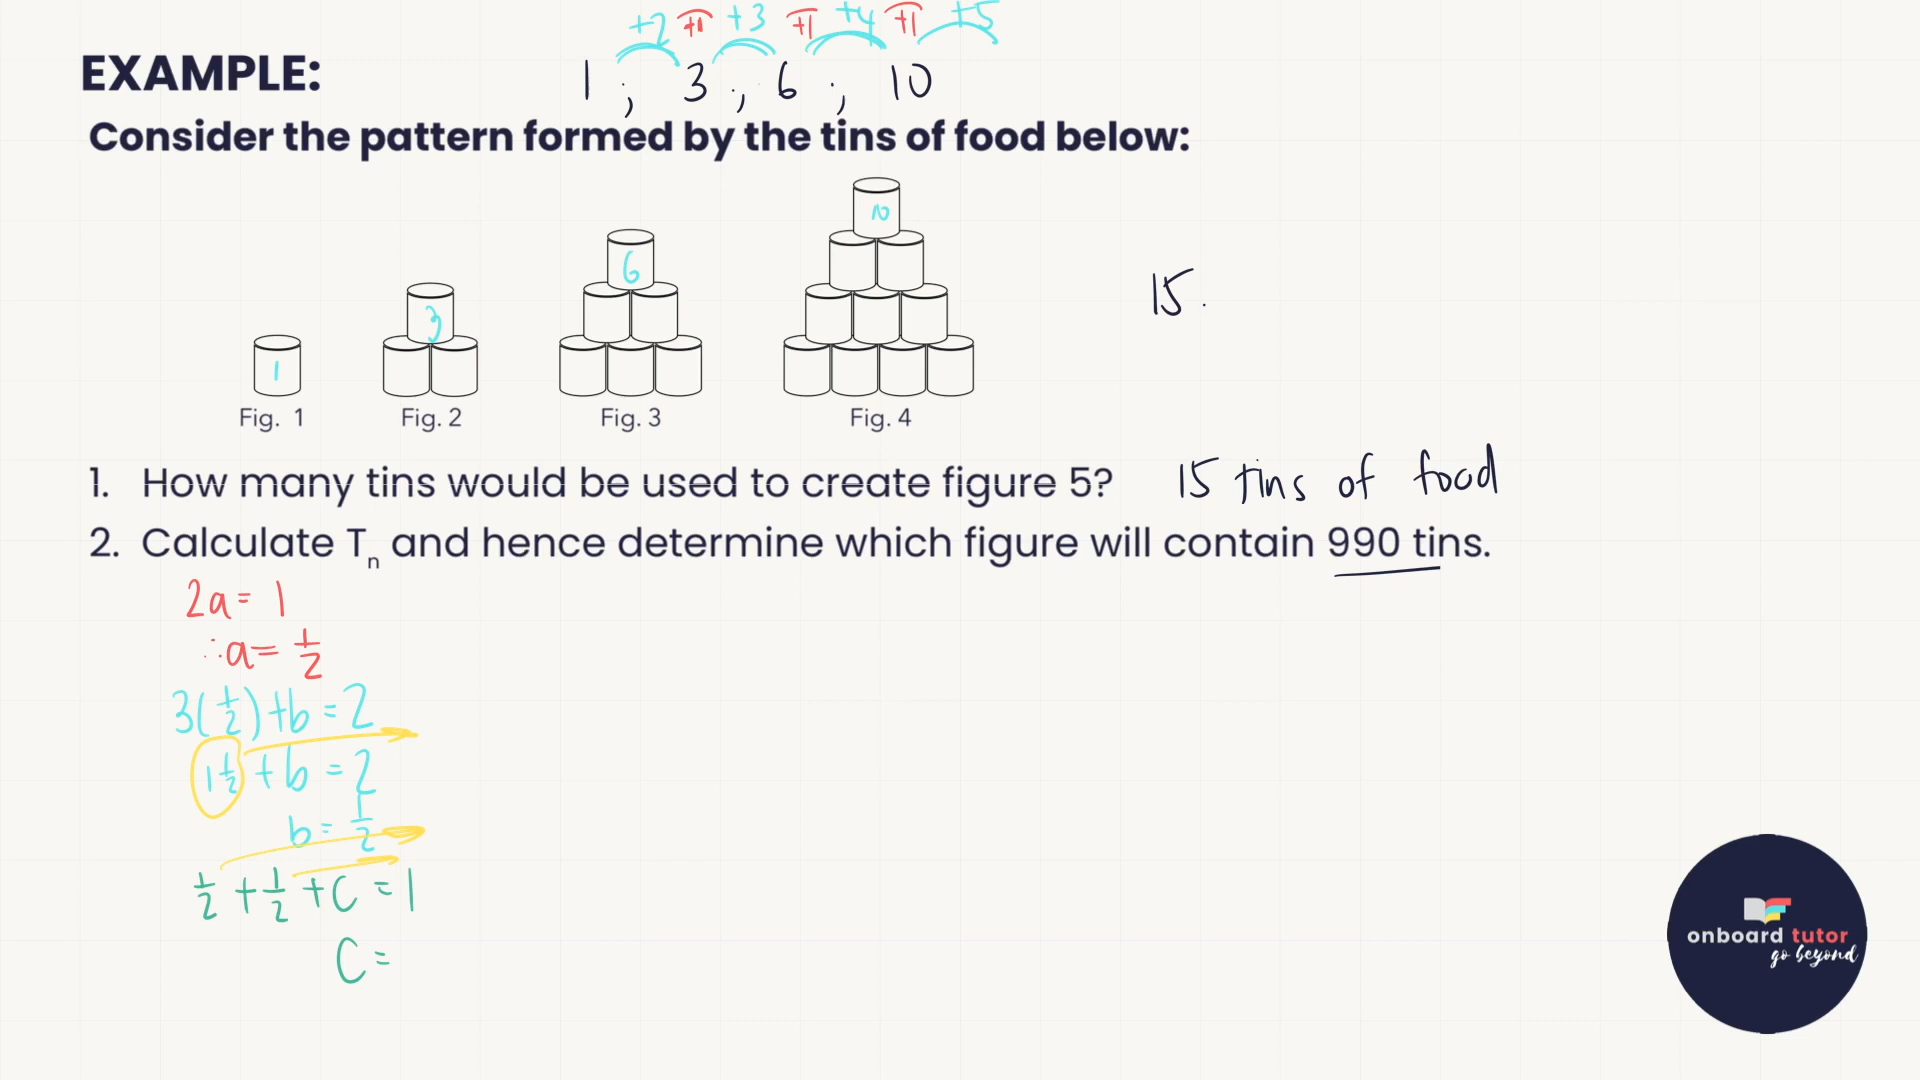 +2 +1 +3 +1 +4 +1 +5
EXAMPLE: 1 ; 3 ; 6 ; 10
Consider the pattern formed by the tins of food below:
1 3 6 10
15.
Fig. 1 Fig. 2 Fig. 3 Fig. 4
1. How many tins would be used to create figure 5? 15 tins of food
2. Calculate Tn and hence determine which figure will contain 990 tins.
2a = 1
∴a = 1/2
3(1/2) + b = 2
1 1/2 + b = 2
b = 1/2
1/2 + 1/2 + C = 1
C =
onboard tutor
go beyond